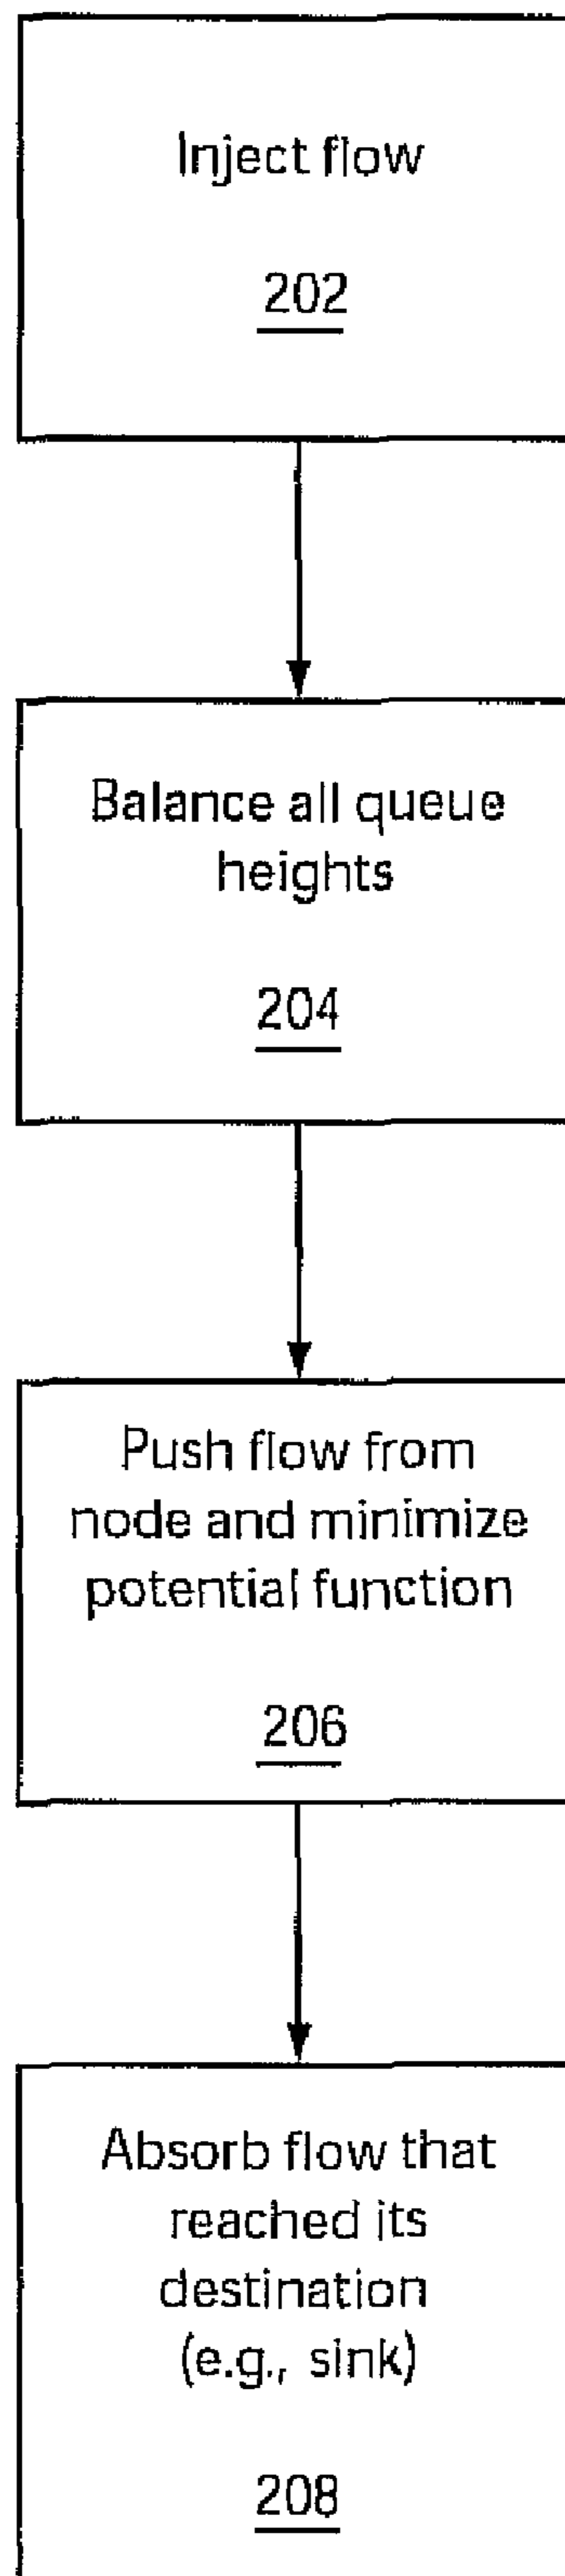 Inject flow
202
Balance all queue
heights
204
Push flow from
node and minimize
potential function
206
Absorb flow that
reached its
destination
(e.g., sink)
208